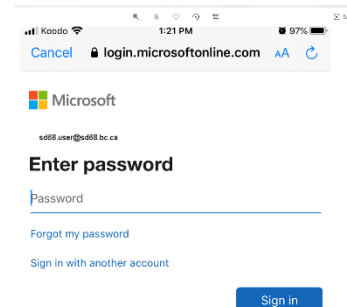 Koodo 1:21 PM 97%
Cancel login.microsoftonline.com AA
Microsoft
sd68.user@sd68.bc.ca
Enter password
Password
Forgot my password
Sign in with another account
Sign in